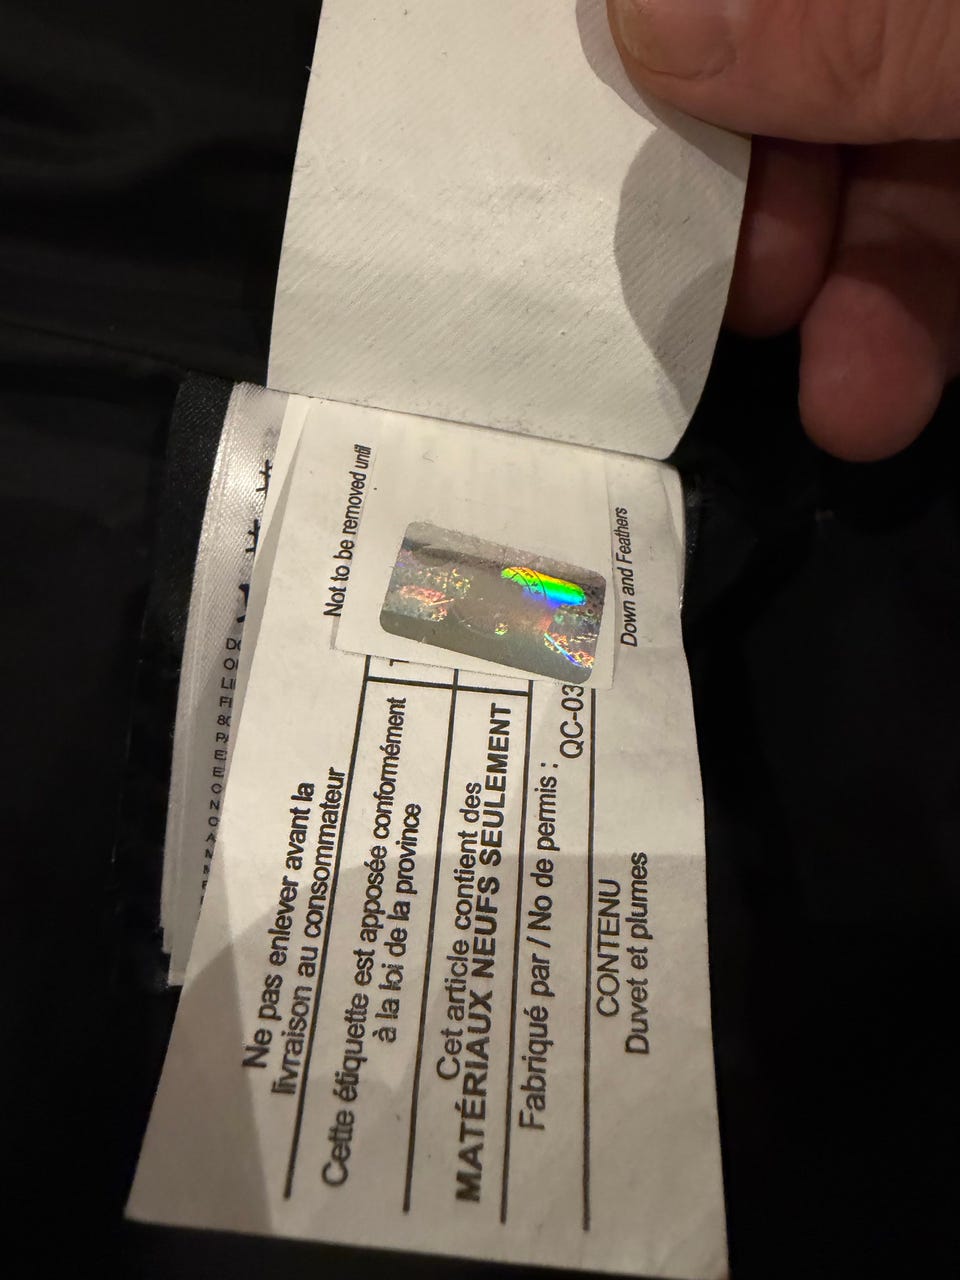 Not to be removed until
Ne pas enlever avant la
livraison au consommateur
Cette étiquette est apposée conformément
à la loi de la province
Cet article contient des
MATÉRIAUX NEUFS SEULEMENT
Fabriqué par / No de permis :
QC-03
CONTENU
Duvet et plumes
Down and Feathers